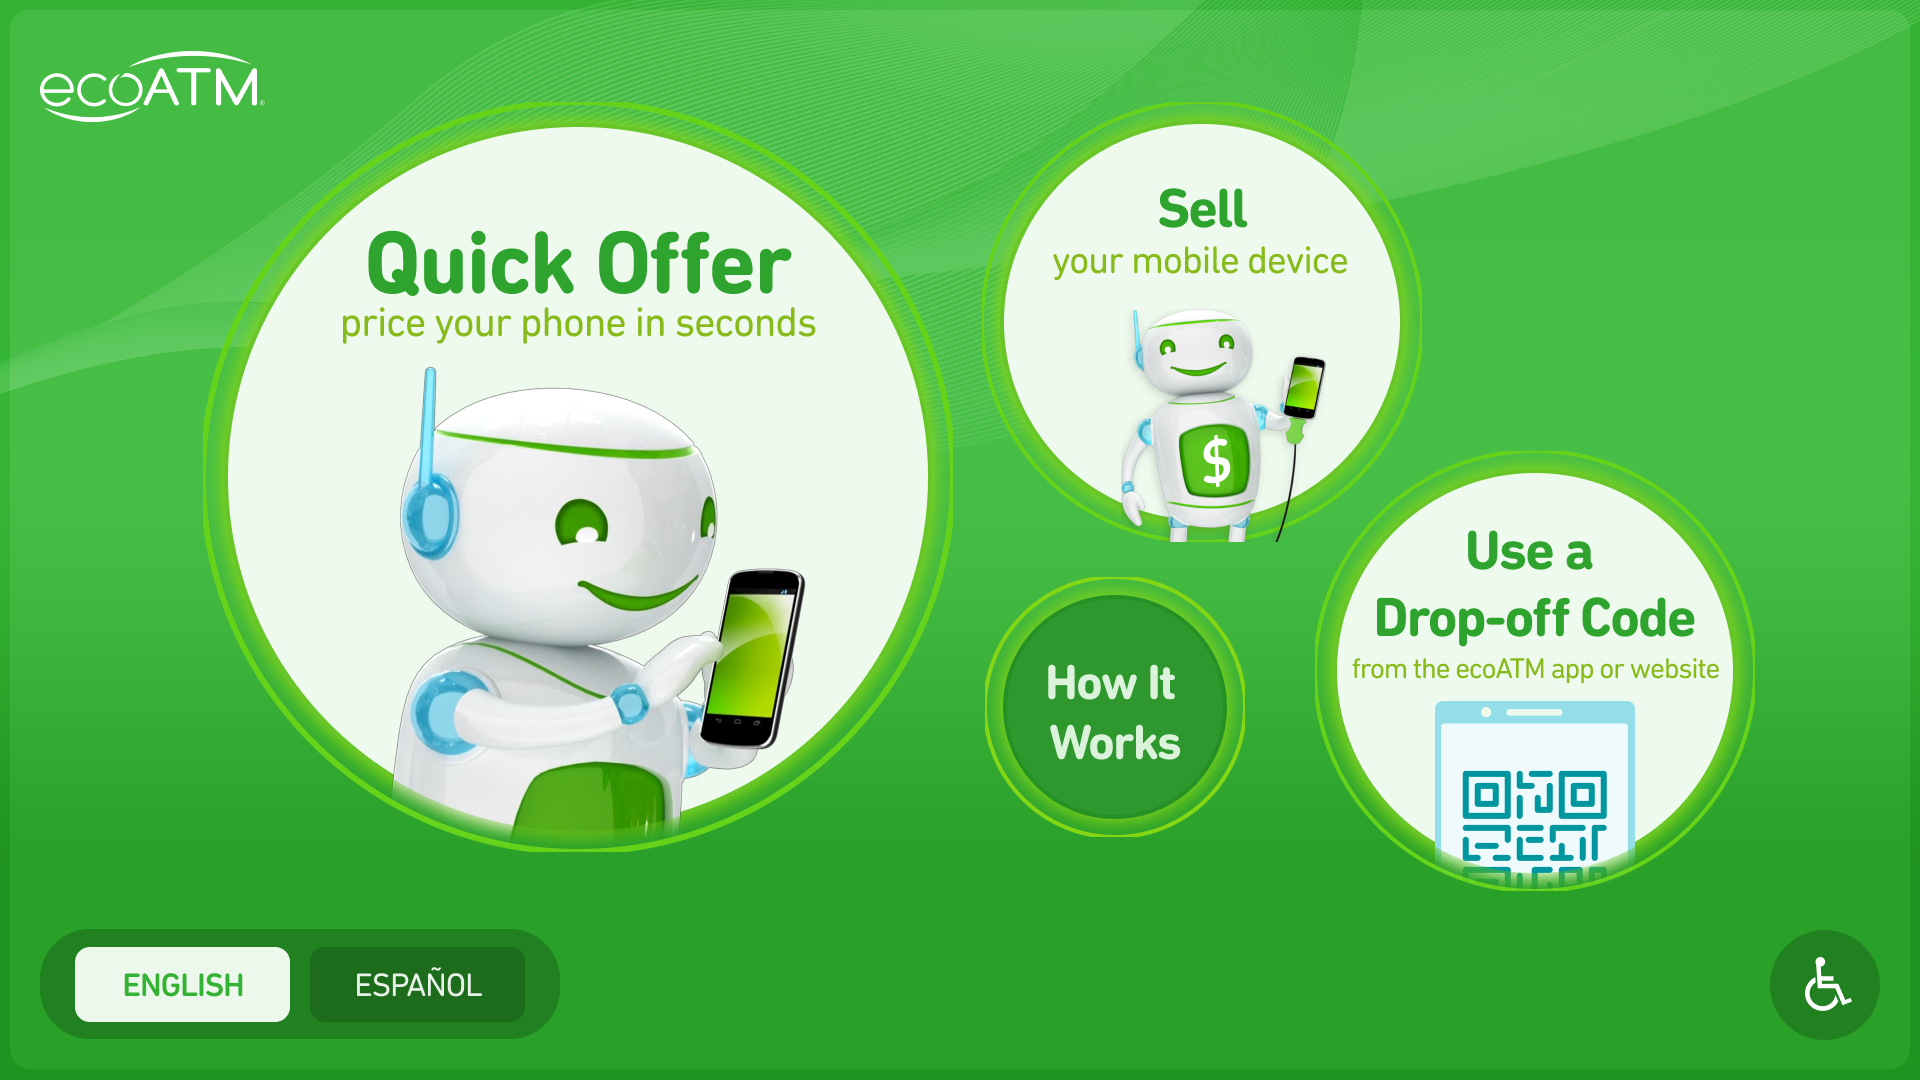 ecoATM®
Quick Offer
price your phone in seconds
Sell
your mobile device
$
How It
Works
Use a
Drop-off Code
from the ecoATM app or website
ENGLISH
ESPAÑOL